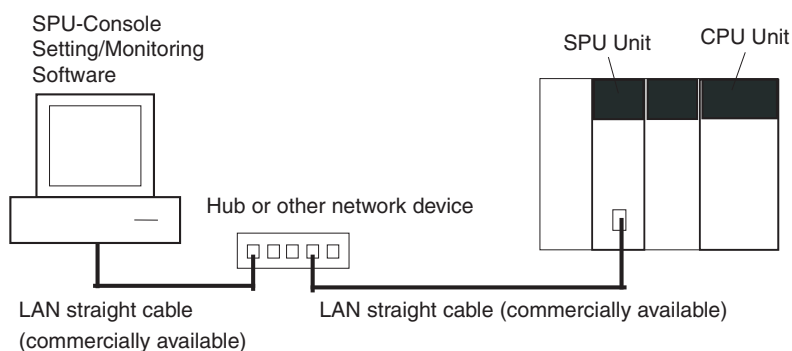 SPU-Console
Setting/Monitoring
Software
SPU Unit
CPU Unit
Hub or other network device
LAN straight cable
(commercially available)
LAN straight cable (commercially available)